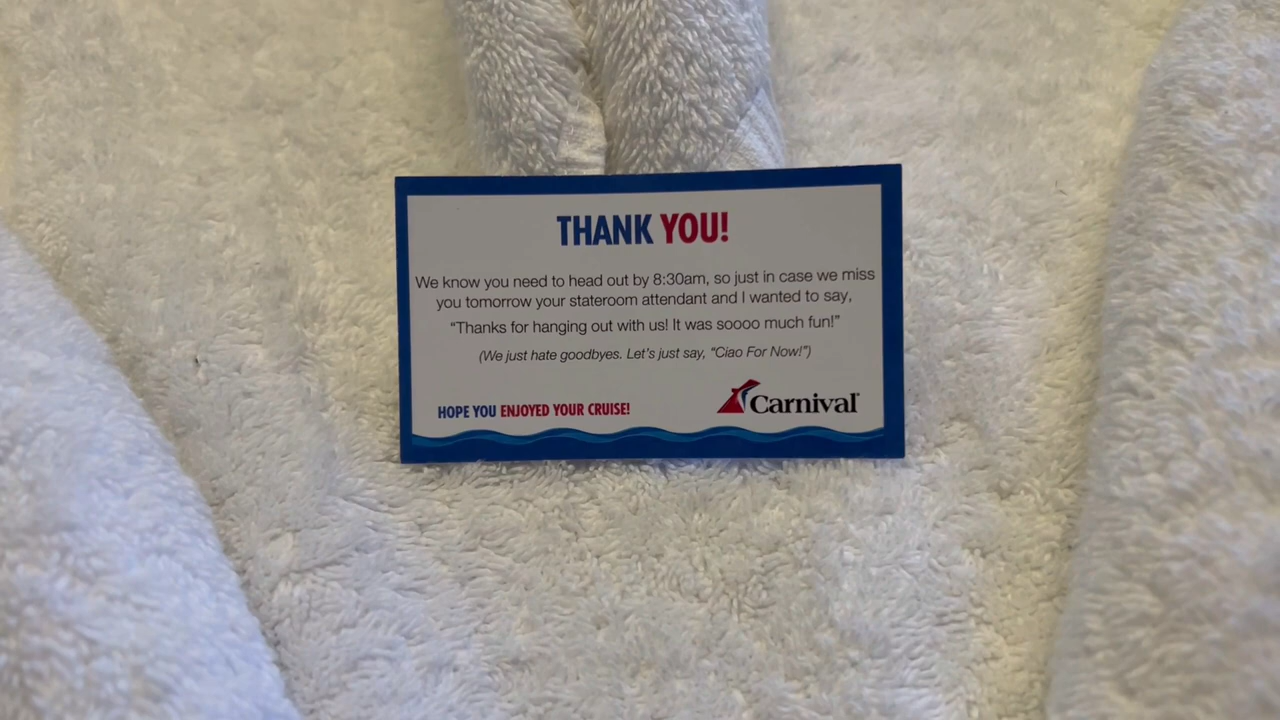 THANK YOU!
We know you need to head out by 8:30am, so just in case we miss
you tomorrow your stateroom attendant and I wanted to say,
“Thanks for hanging out with us! It was soooo much fun!”
(We just hate goodbyes. Let's just say, “Ciao For Now!”)
HOPE YOU ENJOYED YOUR CRUISE!
Carnival